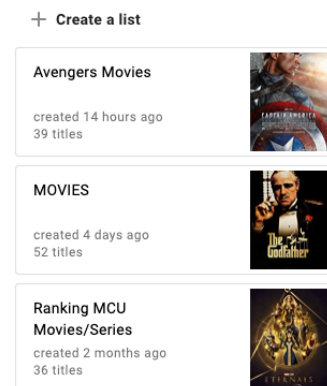 Create a list
Avengers Movies
created 14 hours ago
39 titles
CAPTAIN AMERICA
MOVIES
created 4 days ago
52 titles
The
Godfather
Ranking MCU
Movies/Series
created 2 months ago
36 titles
ETERNALS